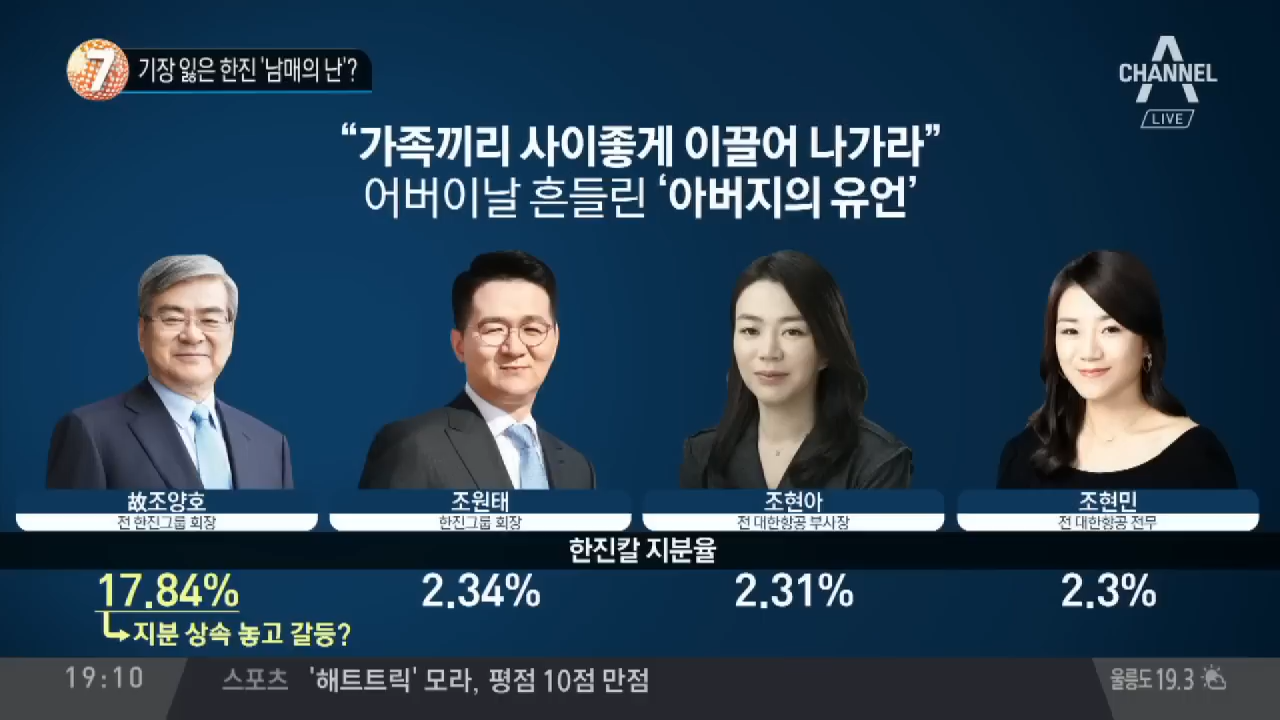 7 기장 잃은 한진 '남매의 난'?
CHANNEL A
LIVE
“가족끼리 사이좋게 이끌어 나가라”
어버이날 흔들린 ‘아버지의 유언’
故조양호
전 한진그룹 회장
조원태
한진그룹 회장
조현아
전 대한항공 부사장
조현민
전 대한항공 전무
한진칼 지분율
17.84%
2.34%
2.31%
2.3%
지분 상속 놓고 갈등?
19:10
스포츠 '해트트릭' 모라, 평점 10점 만점
울릉도 19.3